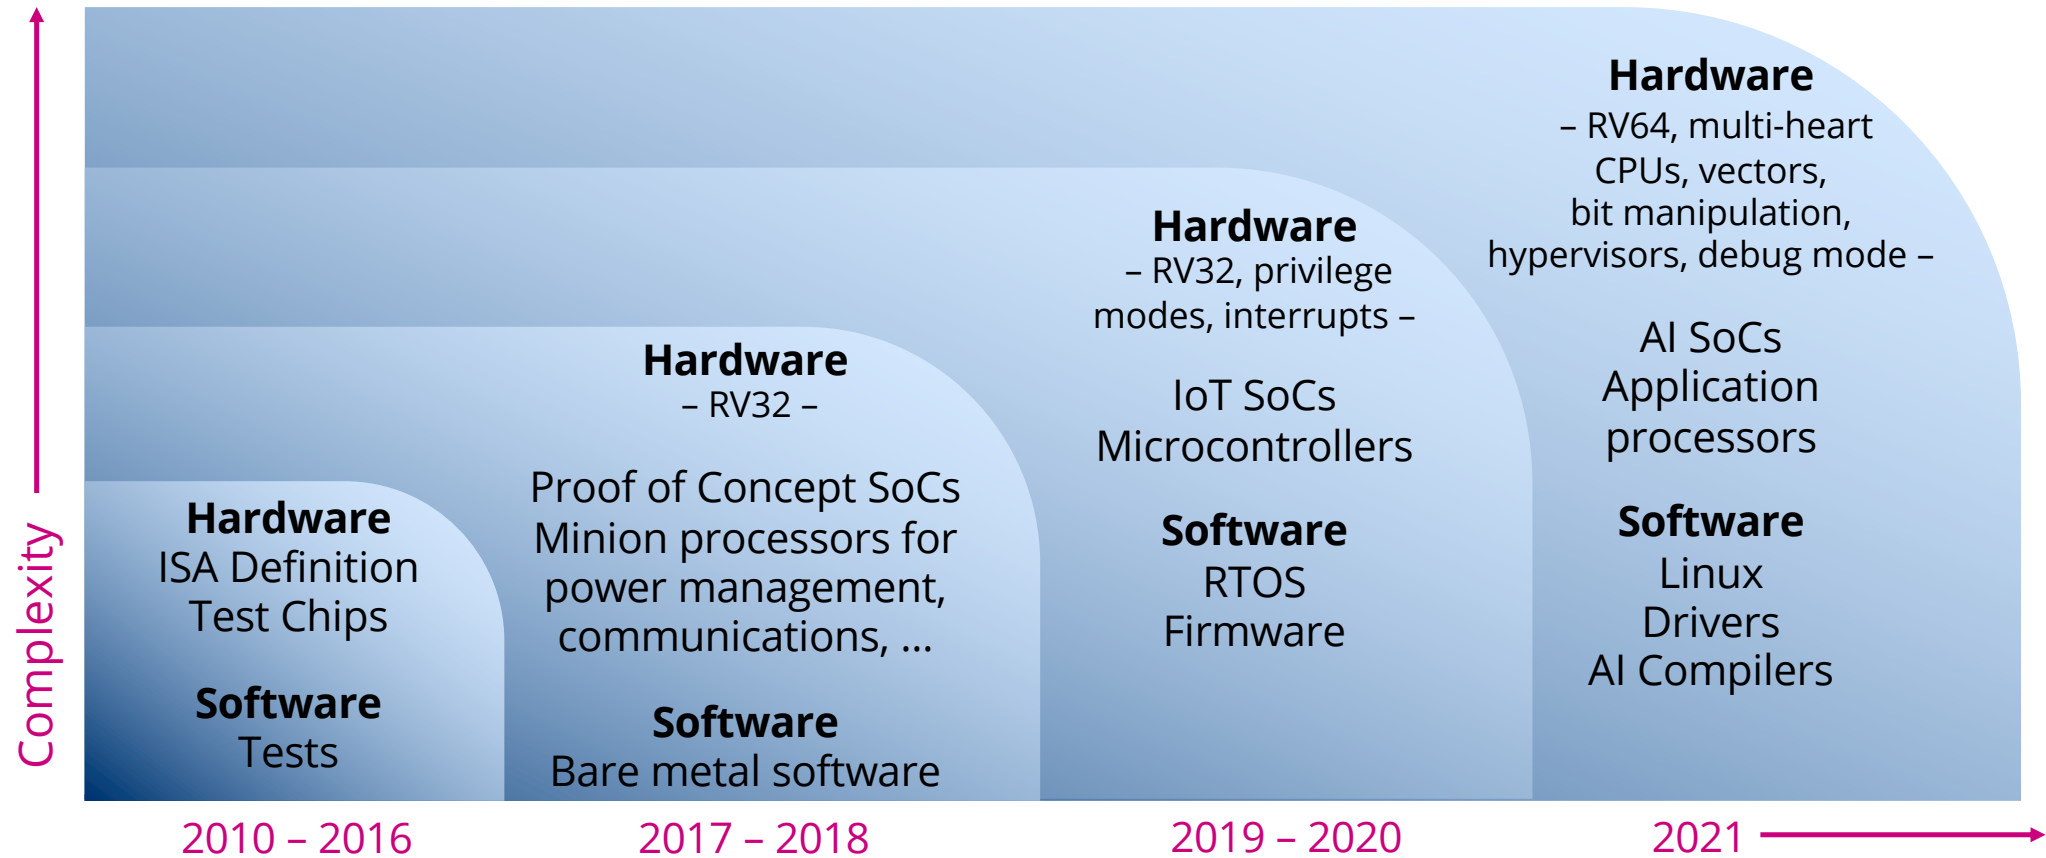 Complexity
Hardware
ISA Definition
Test Chips
Software
Tests
2010 – 2016
Hardware
– RV32 –
Proof of Concept SoCs
Minion processors for
power management,
communications, ...
Software
Bare metal software
2017 – 2018
Hardware
– RV32, privilege
modes, interrupts –
IoT SoCs
Microcontrollers
Software
RTOS
Firmware
2019 – 2020
Hardware
– RV64, multi-heart
CPUs, vectors,
bit manipulation,
hypervisors, debug mode –
AI SoCs
Application
processors
Software
Linux
Drivers
AI Compilers
2021